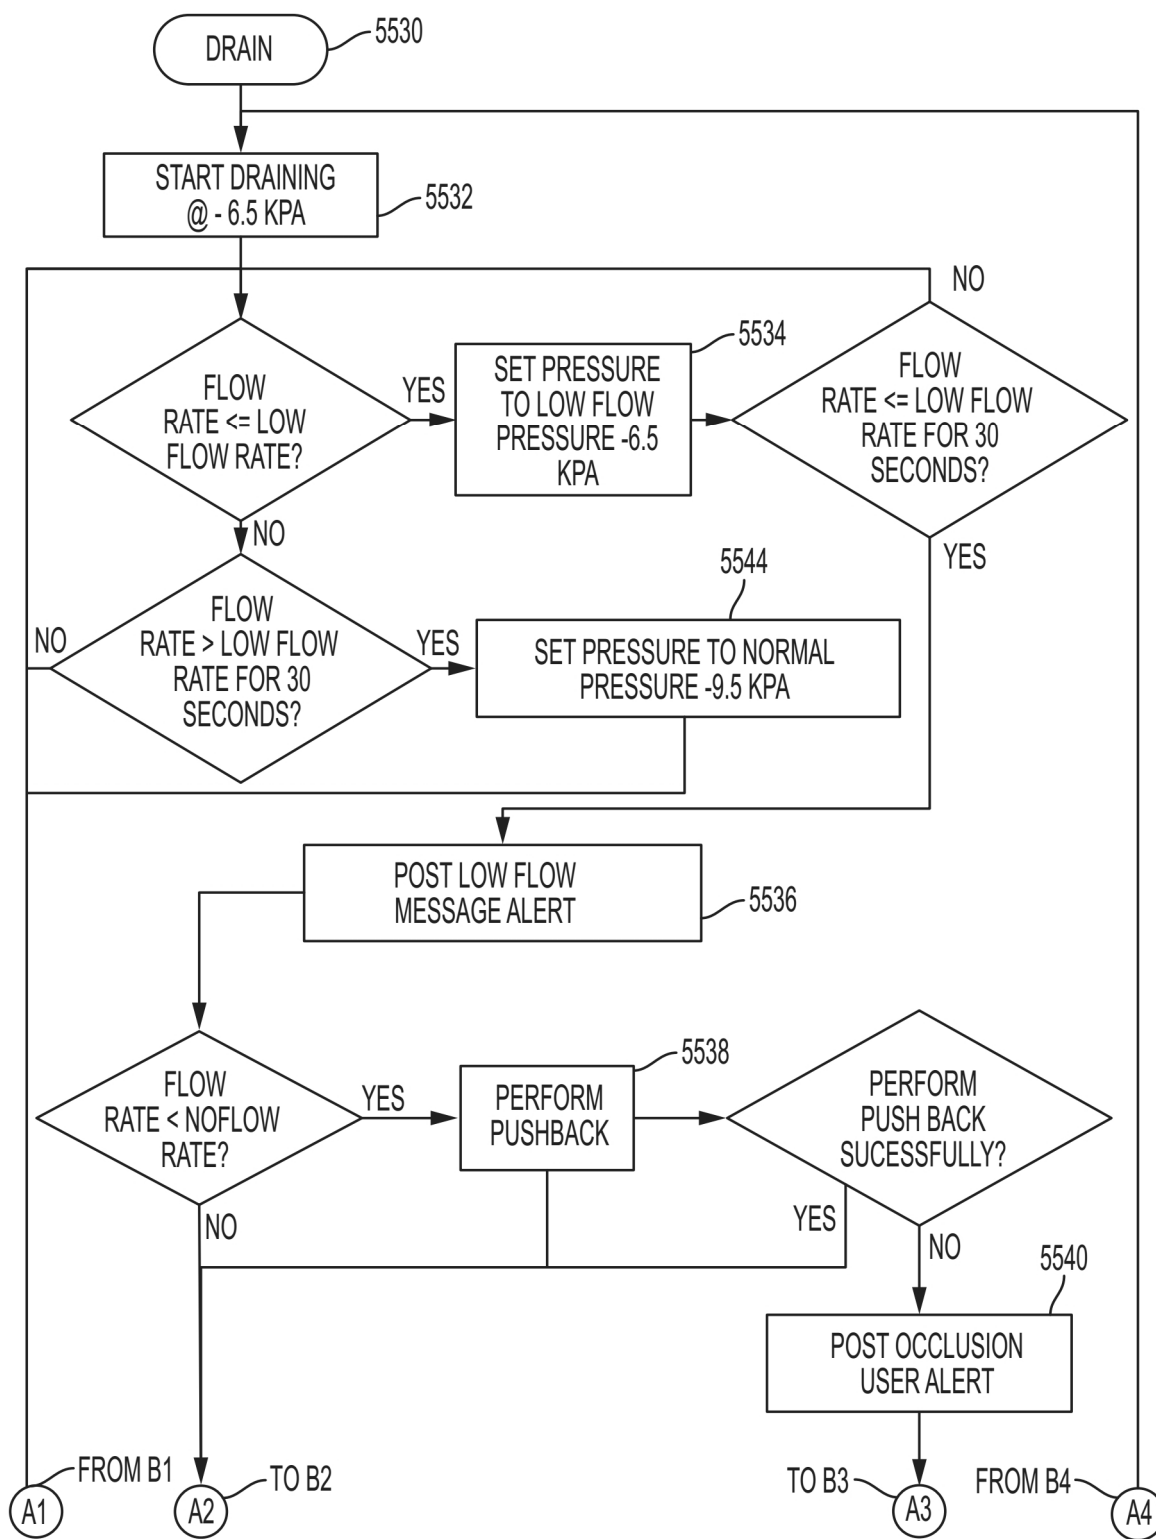 DRAIN
5530
START DRAINING
@ - 6.5 KPA
5532
NO
FLOW
RATE <= LOW
FLOW RATE?
YES
SET PRESSURE
TO LOW FLOW
PRESSURE -6.5
KPA
5534
FLOW
RATE <= LOW FLOW
RATE FOR 30
SECONDS?
NO
YES
NO
FLOW
RATE > LOW FLOW
RATE FOR 30
SECONDS?
YES
5544
SET PRESSURE TO NORMAL
PRESSURE -9.5 KPA
POST LOW FLOW
MESSAGE ALERT
5536
FLOW
RATE < NOFLOW
RATE?
YES
5538
PERFORM
PUSHBACK
PERFORM
PUSH BACK
SUCESSFULLY?
NO
YES
NO
5540
POST OCCLUSION
USER ALERT
FROM B1
A1
TO B2
A2
TO B3
A3
FROM B4
A4